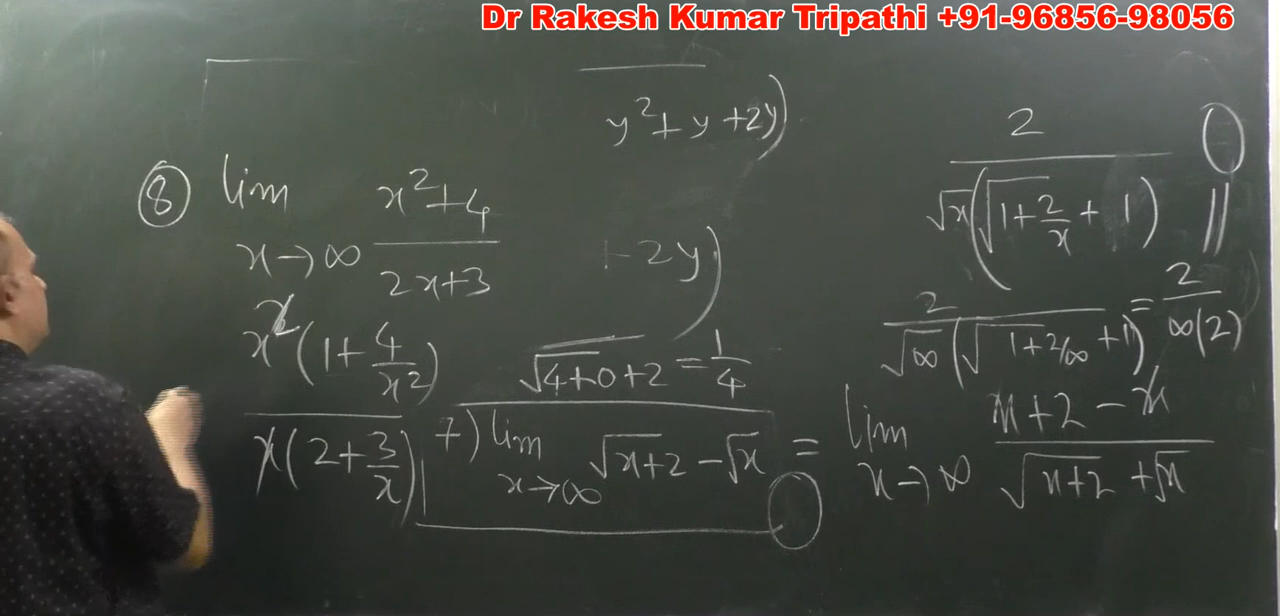 Dr Rakesh Kumar Tripathi +91-96856-98056
y²+y+2y)
⑧ lim x→∞ (x²+4)/(2x+3)
+2y)
x²(1+4/x²)
x(2+3/x)
√4+0+2 = 1/4
7) lim x→∞ √x+2 -√x
= lim x→∞ (x+2-x)/(√x+2 +√x)
2/(√x(√1+2/x + 1)) 0
2/(√∞(√1+2/∞ +1)) = 2/∞(2)